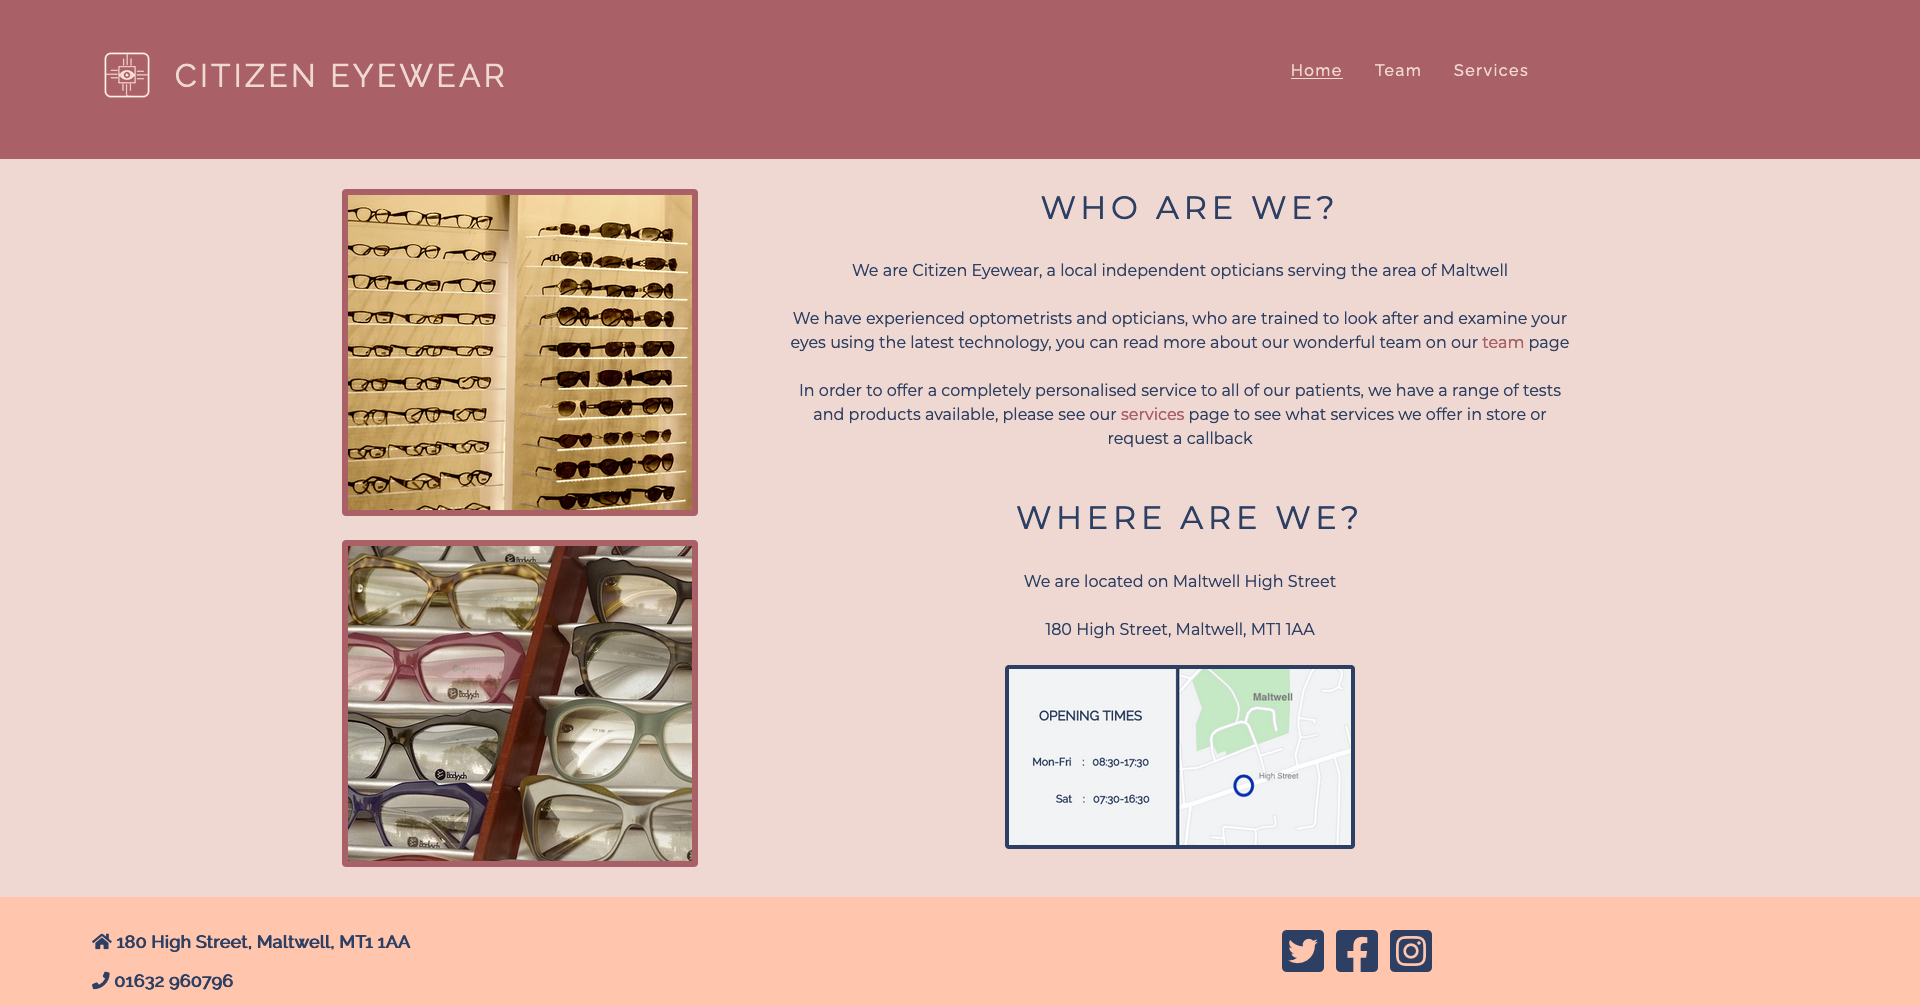 CITIZEN EYEWEAR
Home Team Services
WHO ARE WE?
We are Citizen Eyewear, a local independent opticians serving the area of Maltwell
We have experienced optometrists and opticians, who are trained to look after and examine your
eyes using the latest technology, you can read more about our wonderful team on our team page
In order to offer a completely personalised service to all of our patients, we have a range of tests
and products available, please see our services page to see what services we offer in store or
request a callback
WHERE ARE WE?
We are located on Maltwell High Street
180 High Street, Maltwell, MT1 1AA
OPENING TIMES
Mon-Fri : 08:30-17:30
Sat : 07:30-16:30
Maltwell
High Street
180 High Street, Maltwell, MT1 1AA
01632 960796